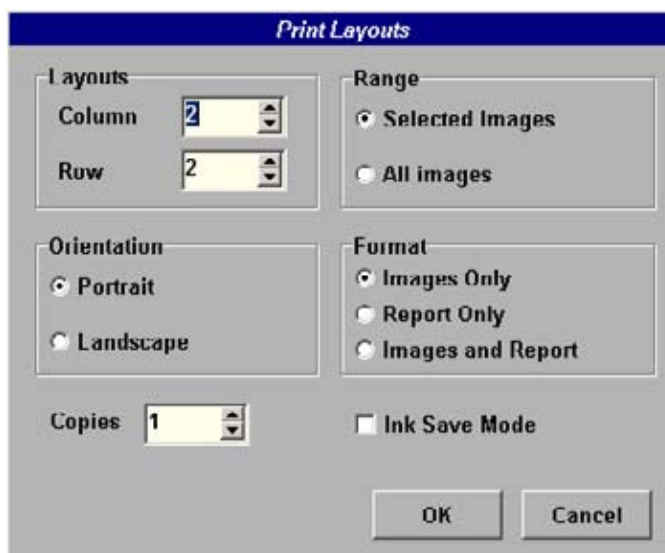 Print Layouts
Layouts
Column 2
Row 2
Range
Selected Images
All images
Orientation
Portrait
Landscape
Format
Images Only
Report Only
Images and Report
Copies 1
Ink Save Mode
OK Cancel